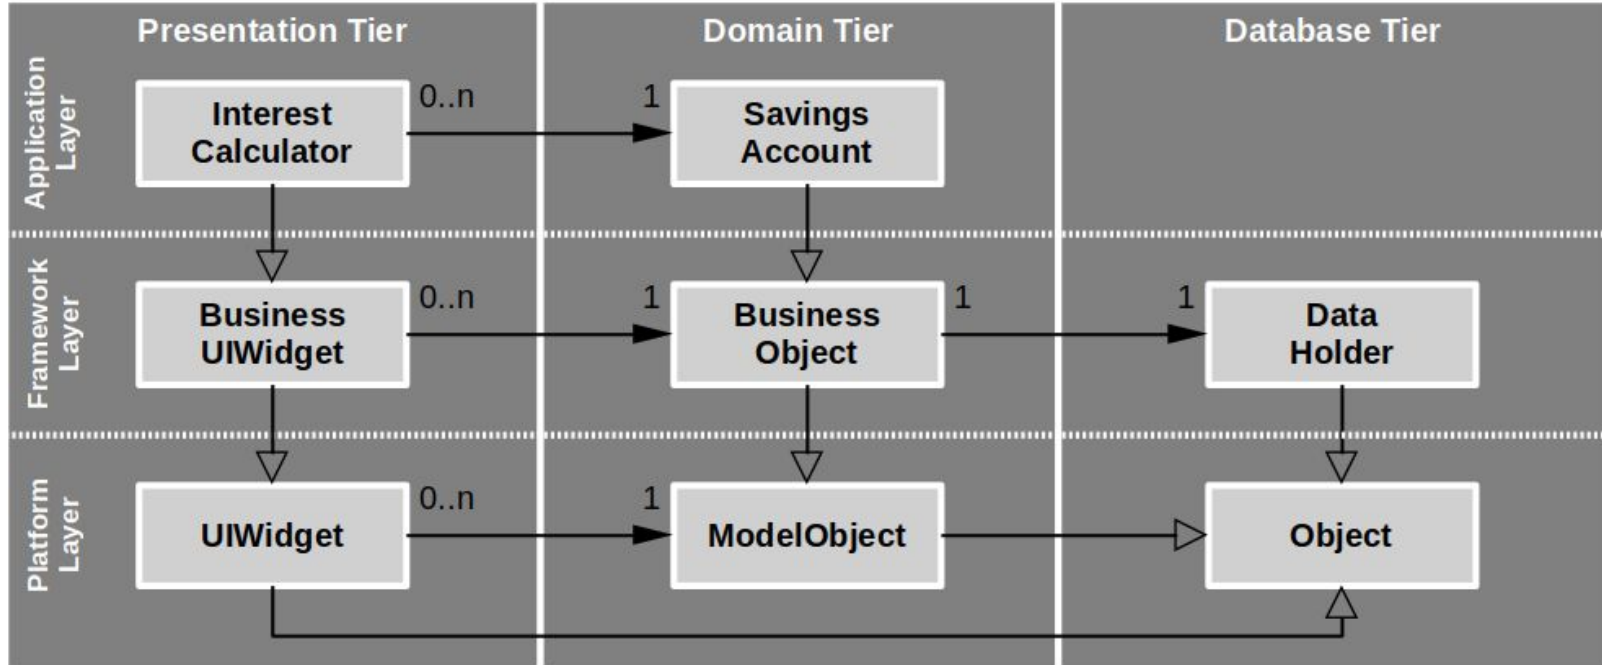 Presentation Tier
Domain Tier
Database Tier
Application
Layer
Interest
Calculator
0..n
1
Savings
Account
Framework
Layer
Business
UIWidget
0..n
1
Business
Object
1
1
Data
Holder
Platform
Layer
UIWidget
0..n
1
ModelObject
Object